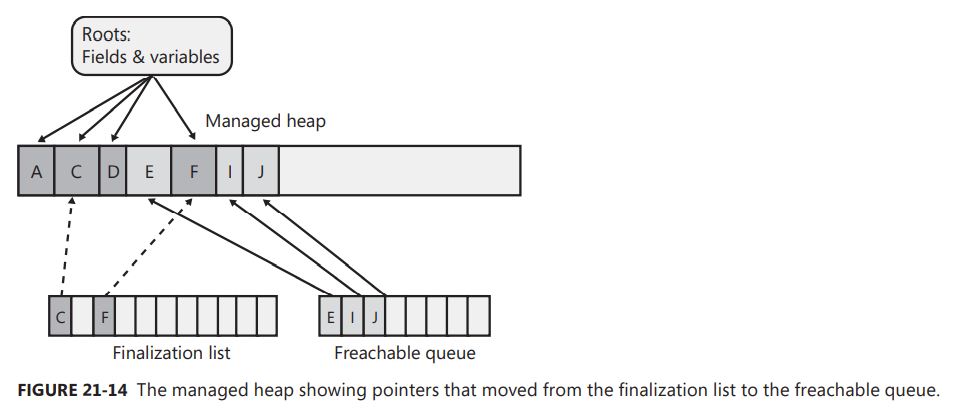 Roots:
Fields & variables
Managed heap
A C D E F I J
C F
E I J
Finalization list
Freachable queue
FIGURE 21-14 The managed heap showing pointers that moved from the finalization list to the freachable queue.